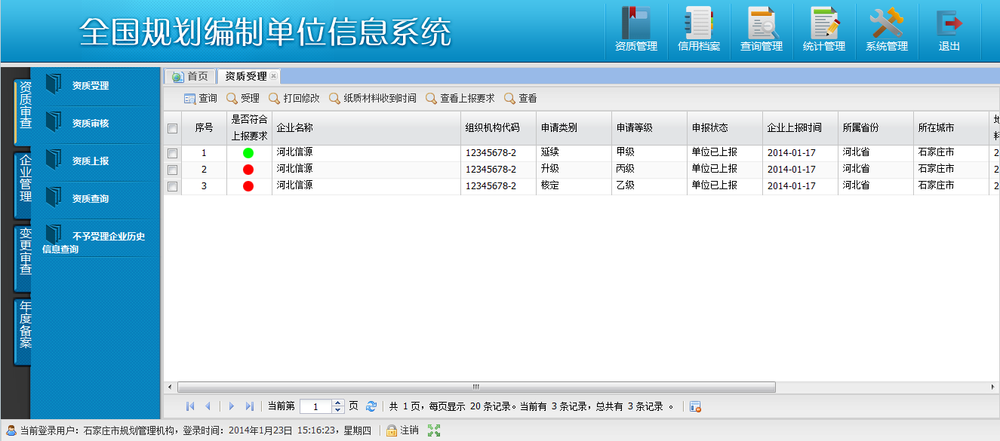 全国规划编制单位信息系统
资质管理 信用档案 查询管理 统计管理 系统管理 退出
资质审查
企业管理
变更审查
年度备案
资质受理
资质审核
资质上报
资质查询
不予受理企业历史
信息查询
首页 资质受理
查询 受理 打回修改 纸质材料收到时间 查看上报要求 查看
序号 是否符合上报要求 企业名称 组织机构代码 申请类别 申请等级 申报状态 企业上报时间 所属省份 所在城市
1 河北信源 12345678-2 延续 甲级 单位已上报 2014-01-17 河北省 石家庄市 2
2 河北信源 12345678-2 升级 丙级 单位已上报 2014-01-17 河北省 石家庄市 2
3 河北信源 12345678-2 核定 乙级 单位已上报 2014-01-17 河北省 石家庄市 2
当前第 1 页 共 1 页，每页显示 20 条记录。当前有 3 条记录，总共有 3 条记录 。
当前登录用户：石家庄市规划管理机构，登录时间：2014年1月23日 15:16:23，星期四 注销